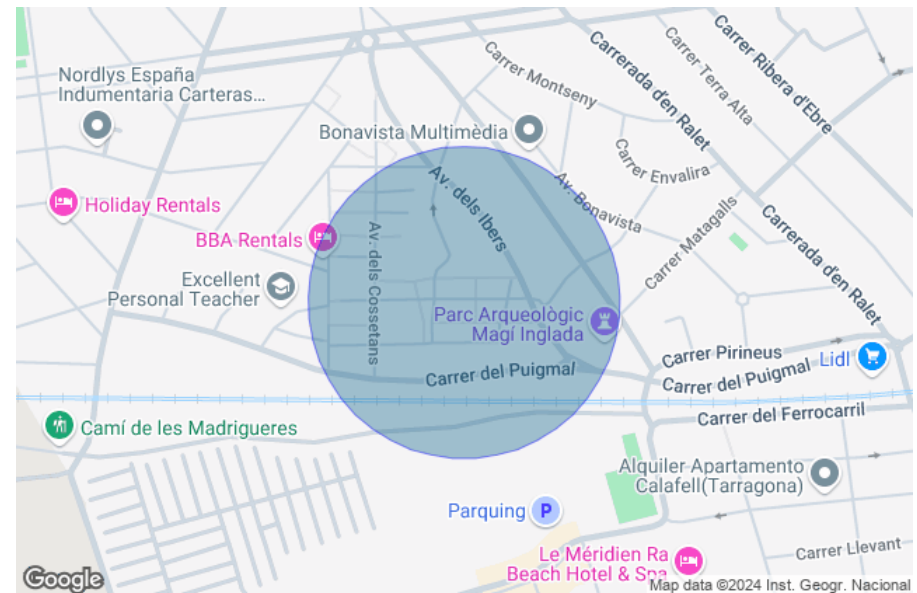 Nordlys España
Indumentaria Carteras...
Carrer Montseny
Carrerada d'en Ralet
Carrer Terra Alta
Carrer Ribera d'Ebre
Bonavista Multimèdia
Carrer Envalira
Av. dels Ibers
Av. Bonavista
Holiday Rentals
BBA Rentals
Av. dels Cossetans
Carrer Matagalls
Carrerada d'en Ralet
Excellent
Personal Teacher
Parc Arqueològic
Magí Inglada
Carrer Pirineus
Lidl
Carrer del Puigmal
Carrer del Puigmal
Carrer del Ferrocarril
Camí de les Madrigueres
Alquiler Apartamento
Calafell(Tarragona)
Parquing
P
Le Méridien Ra
Beach Hotel & Spa
Carrer Llevant
Google
Map data ©2024 Inst. Geogr. Nacional